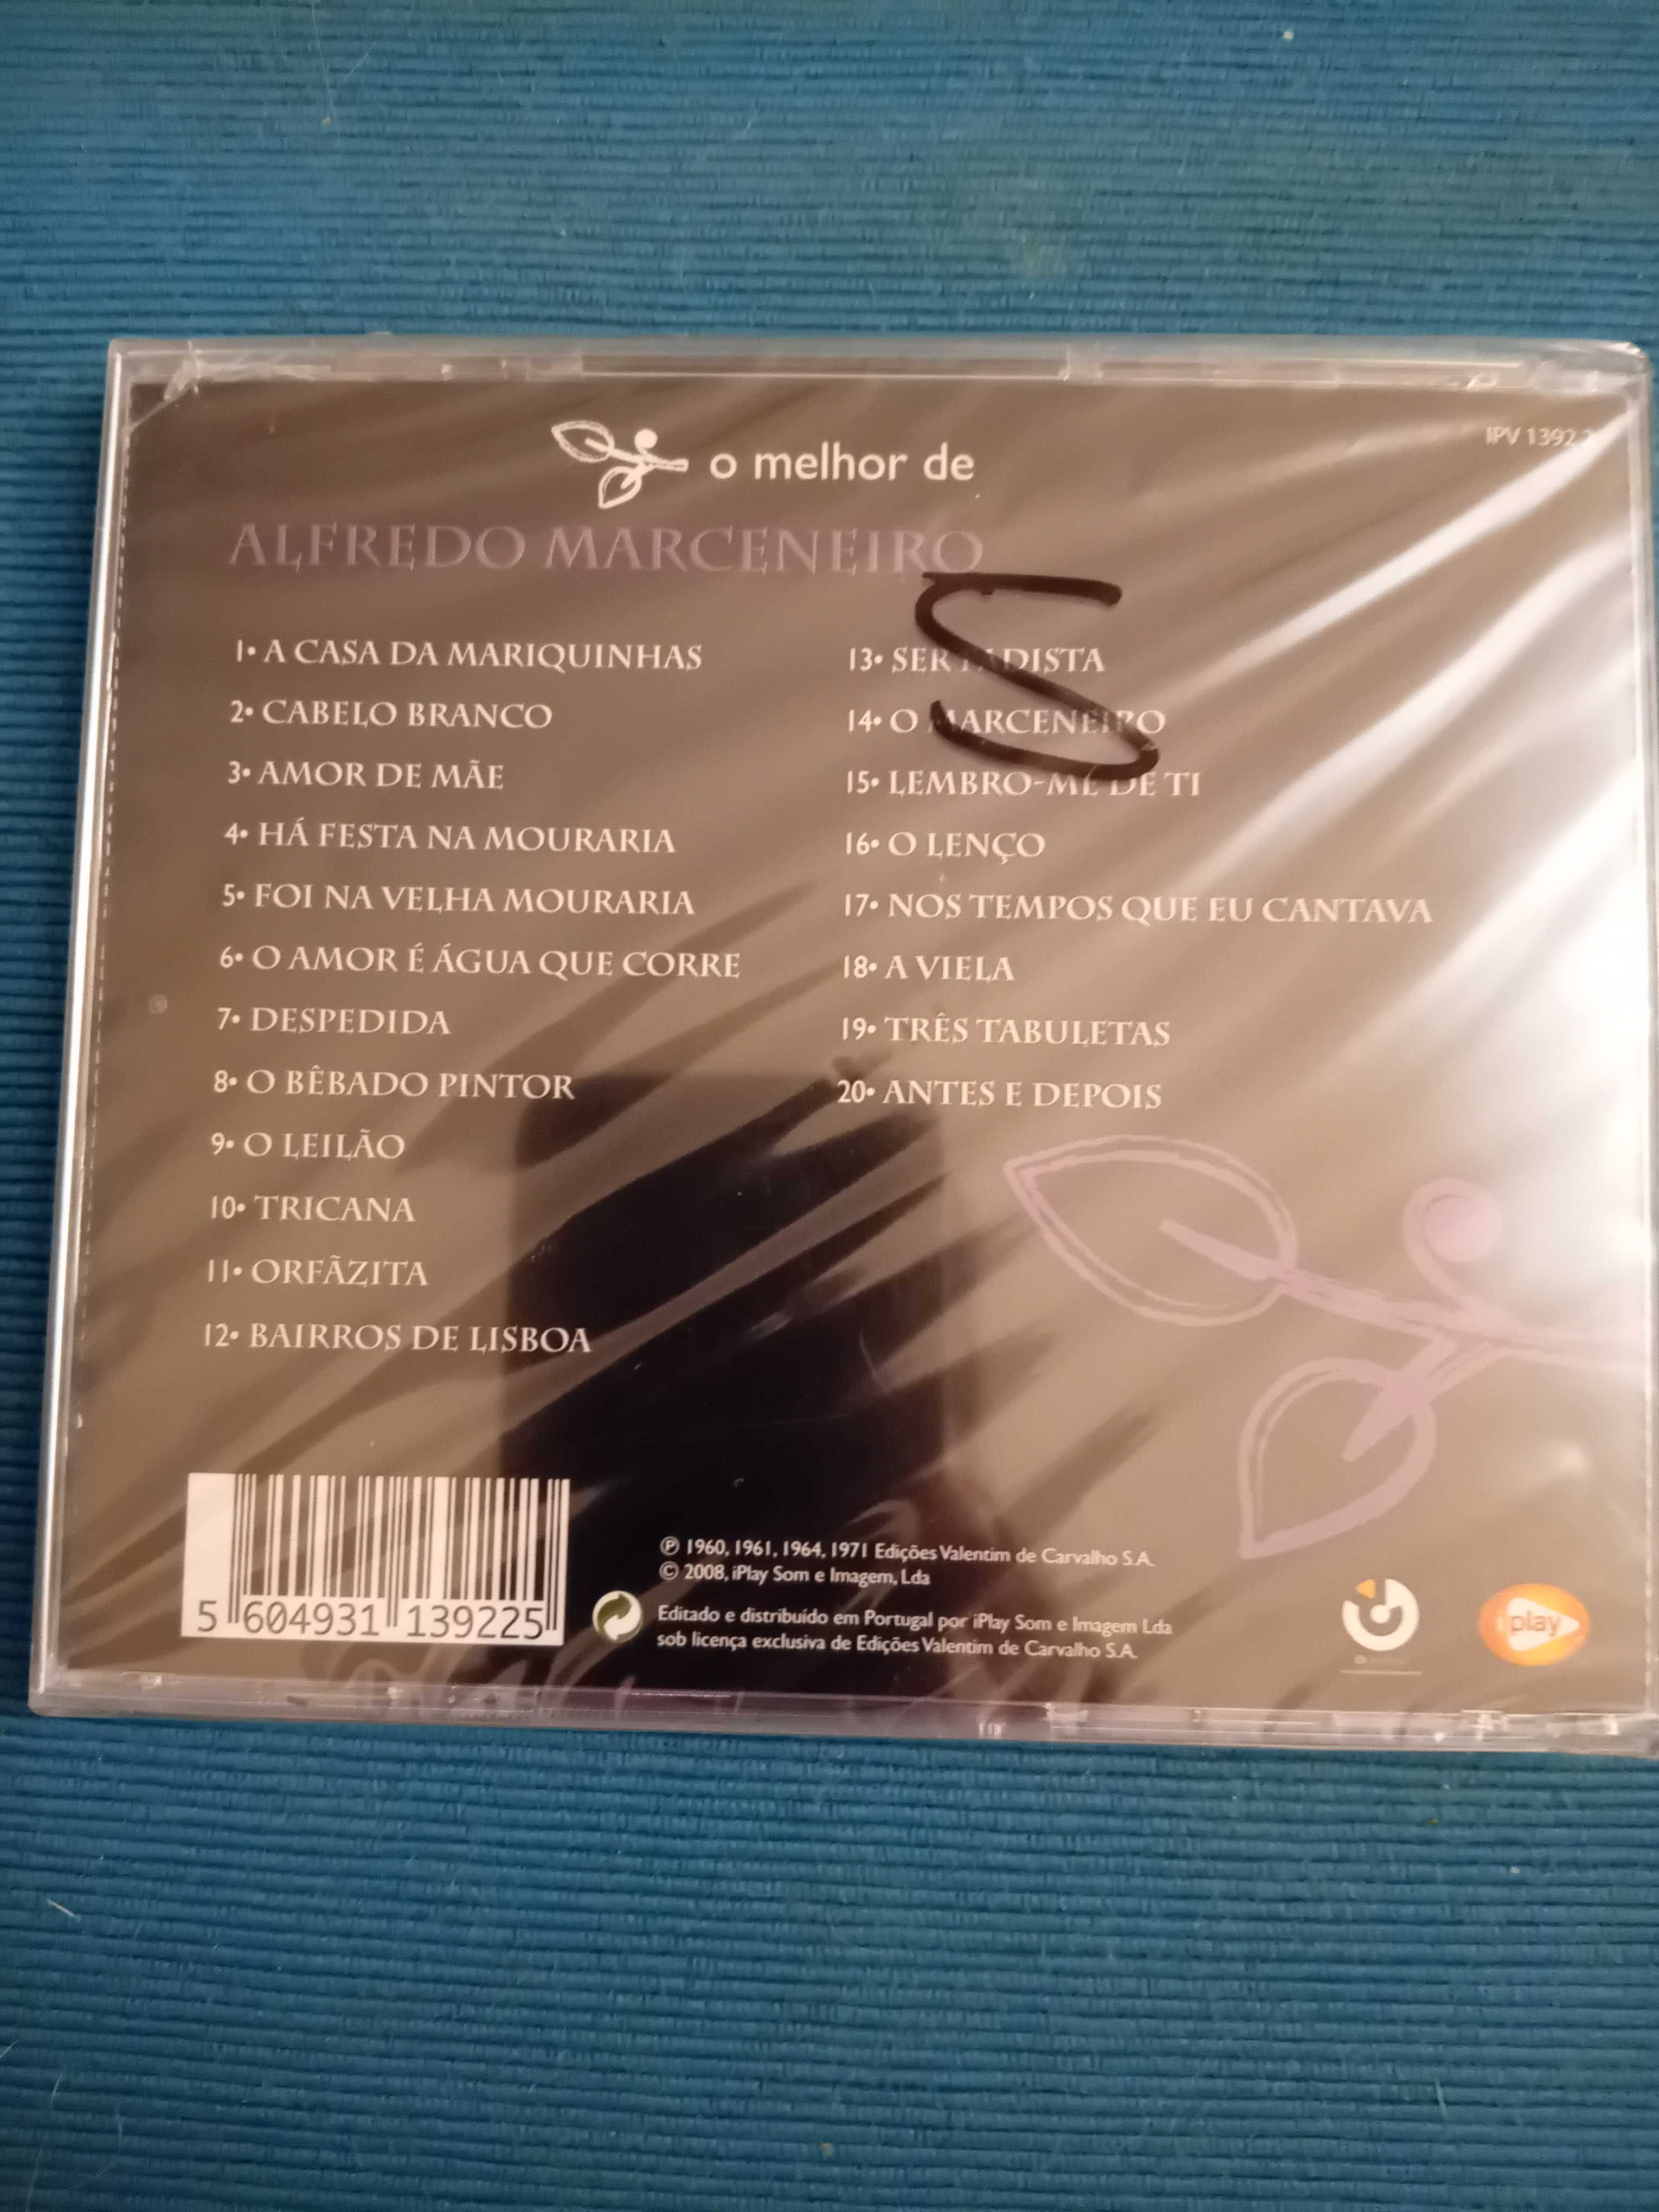 o melhor de
IPV 1392
ALFREDO MARCENEIRO
S
1• A CASA DA MARIQUINHAS
2• CABELO BRANCO
3• AMOR DE MÃE
4• HÁ FESTA NA MOURARIA
5• FOI NA VELHA MOURARIA
6• O AMOR É ÁGUA QUE CORRE
7• DESPEDIDA
8• O BÊBADO PINTOR
9• O LEILÃO
10• TRICANA
11• ORFÃZITA
12• BAIRROS DE LISBOA
13• SER FADISTA
14• O MARCENEIRO
15• LEMBRO-ME DE TI
16• O LENÇO
17• NOS TEMPOS QUE EU CANTAVA
18• A VIELA
19• TRÊS TABULETAS
20• ANTES E DEPOIS
5 604931 139225
℗ 1960, 1961, 1964, 1971 Edições Valentim de Carvalho S.A.
© 2008, iPlay Som e Imagem, Lda
Editado e distribuído em Portugal por iPlay Som e Imagem Lda
sob licença exclusiva de Edições Valentim de Carvalho S.A.
iplay